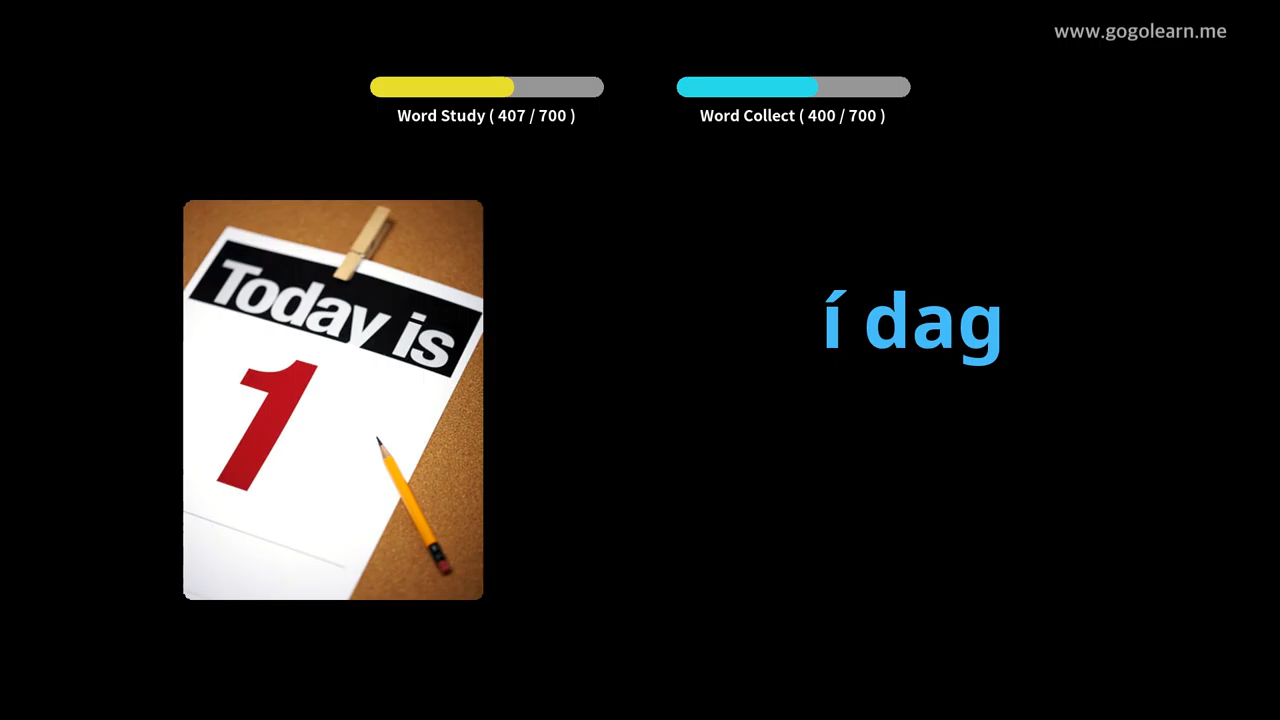 www.gogolearn.me
Word Study ( 407 / 700 )
Word Collect ( 400 / 700 )
Today is
1
í dag